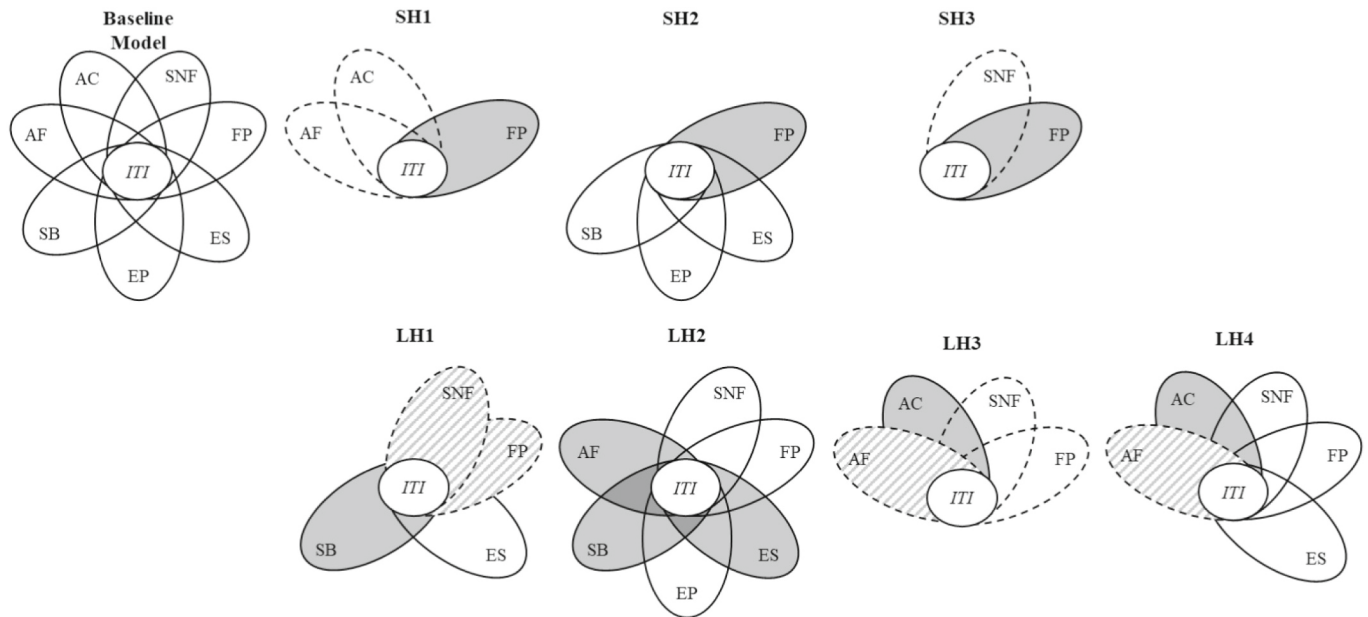 Baseline
Model
AC
SNF
AF
FP
ITI
SB
ES
EP
SH1
AC
AF
FP
ITI
SH2
FP
ITI
SB
ES
EP
SH3
SNF
FP
ITI
LH1
SNF
FP
ITI
SB
ES
LH2
SNF
AF
FP
ITI
SB
ES
EP
LH3
AC
SNF
AF
FP
ITI
LH4
AC
SNF
AF
FP
ITI
ES